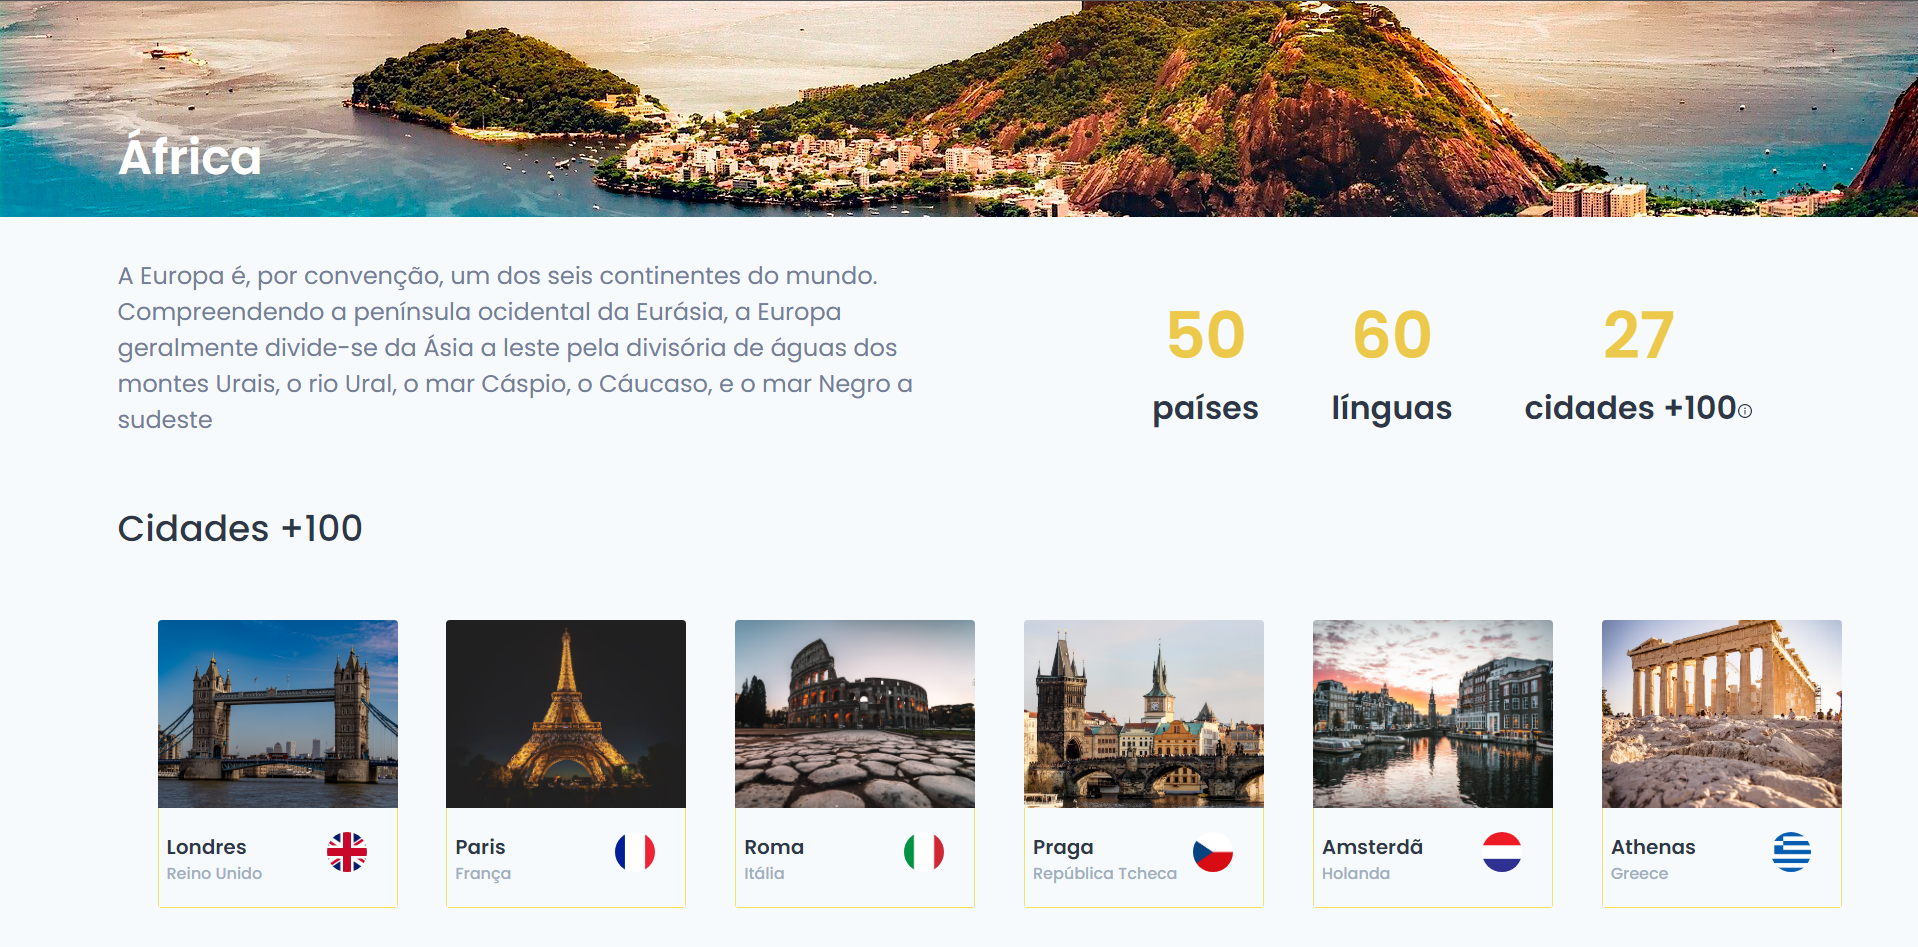 África
A Europa é, por convenção, um dos seis continentes do mundo.
Compreendendo a península ocidental da Eurásia, a Europa
geralmente divide-se da Ásia a leste pela divisória de águas dos
montes Urais, o rio Ural, o mar Cáspio, o Cáucaso, e o mar Negro a
sudeste
50
países
60
línguas
27
cidades +100
Cidades +100
Londres
Reino Unido
Paris
França
Roma
Itália
Praga
República Tcheca
Amsterdã
Holanda
Athenas
Greece